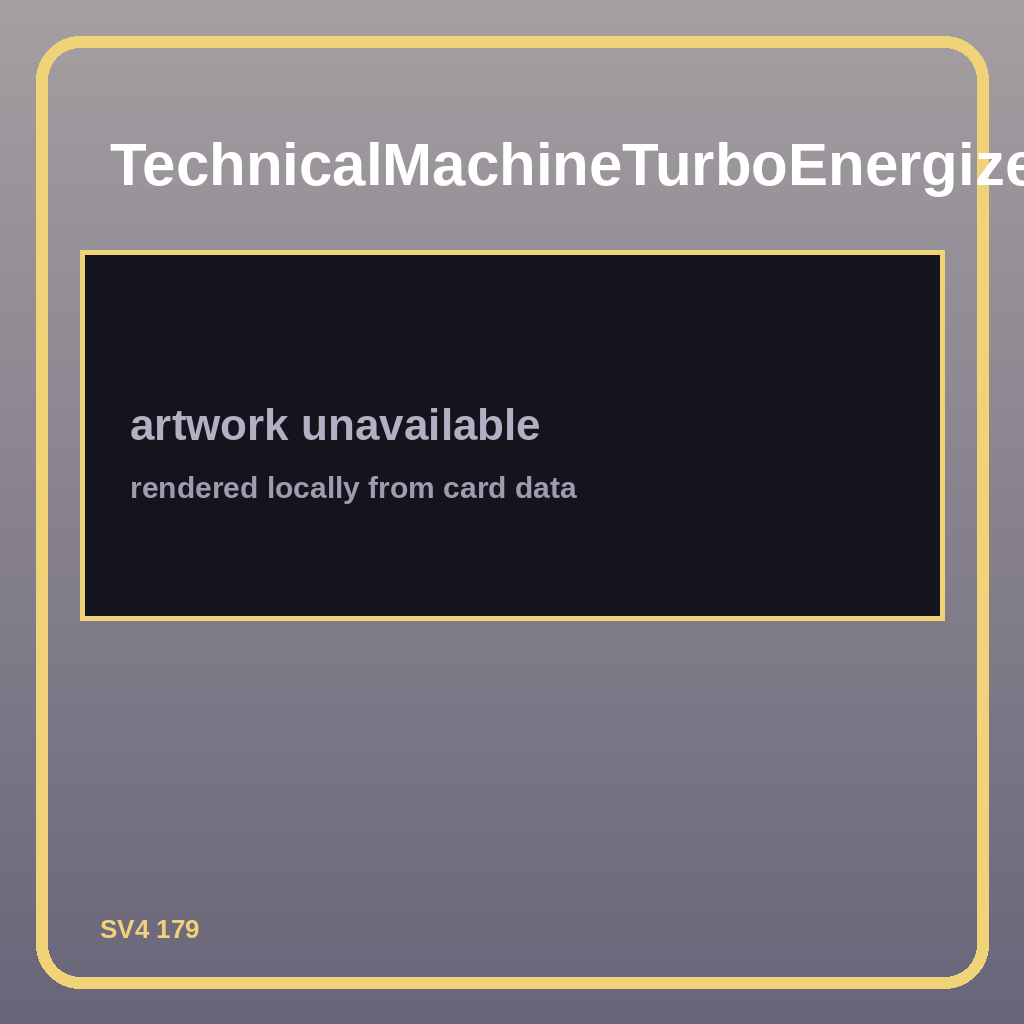 TechnicalMachineTurboEnergize
artwork unavailable
rendered locally from card data
SV4 179